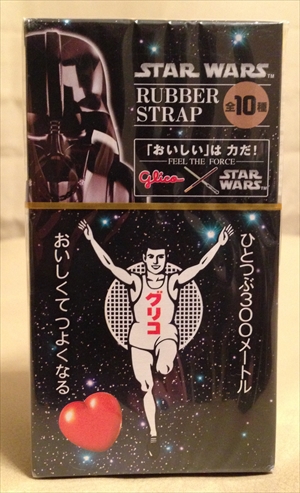 STAR WARS
RUBBER
STRAP
全10種
「おいしい」は力だ!
FEEL THE FORCE
Glico
STAR WARS
グリコ
ひとつぶ300メートル
おいしくてつよくなる